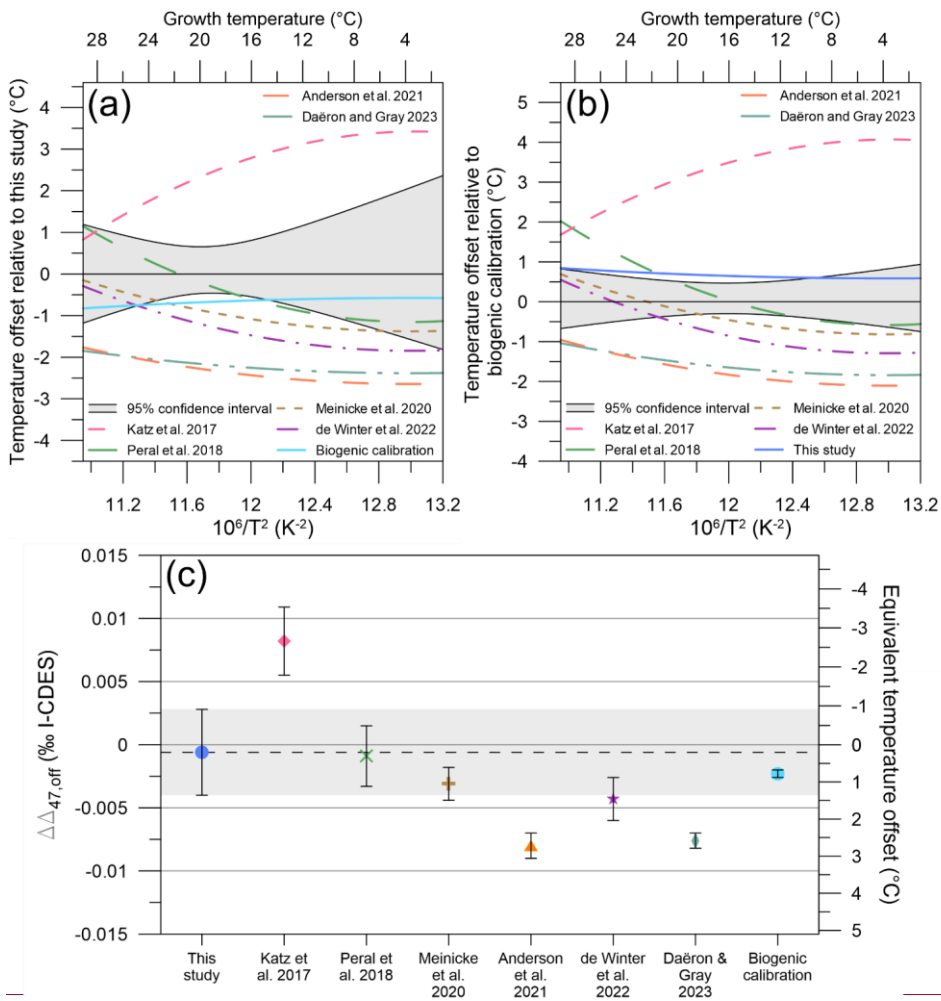 Growth temperature (°C)
28 24 20 16 12 8 4
(a)
Anderson et al. 2021
Daëron and Gray 2023
Temperature offset relative to this study (°C)
4
3
2
1
0
-1
-2
-3
-4
95% confidence interval
Katz et al. 2017
Peral et al. 2018
Meinicke et al. 2020
de Winter et al. 2022
Biogenic calibration
11.2 11.6 12 12.4 12.8 13.2
10⁶/T² (K⁻²)
Growth temperature (°C)
28 24 20 16 12 8 4
(b)
Anderson et al. 2021
Daëron and Gray 2023
Temperature offset relative to
biogenic calibration (°C)
5
4
3
2
1
0
-1
-2
-3
-4
95% confidence interval
Katz et al. 2017
Peral et al. 2018
Meinicke et al. 2020
de Winter et al. 2022
This study
11.2 11.6 12 12.4 12.8 13.2
10⁶/T² (K⁻²)
(c)
ΔΔ47,off (‰ I-CDES)
0.015
0.01
0.005
0
-0.005
-0.01
-0.015
Equivalent temperature offset (°C)
-4
-3
-2
-1
0
1
2
3
4
5
This
study
Katz et
al. 2017
Peral et
al. 2018
Meinicke
et al.
2020
Anderson
et al.
2021
de Winter
et al.
2022
Daëron &
Gray
2023
Biogenic
calibration